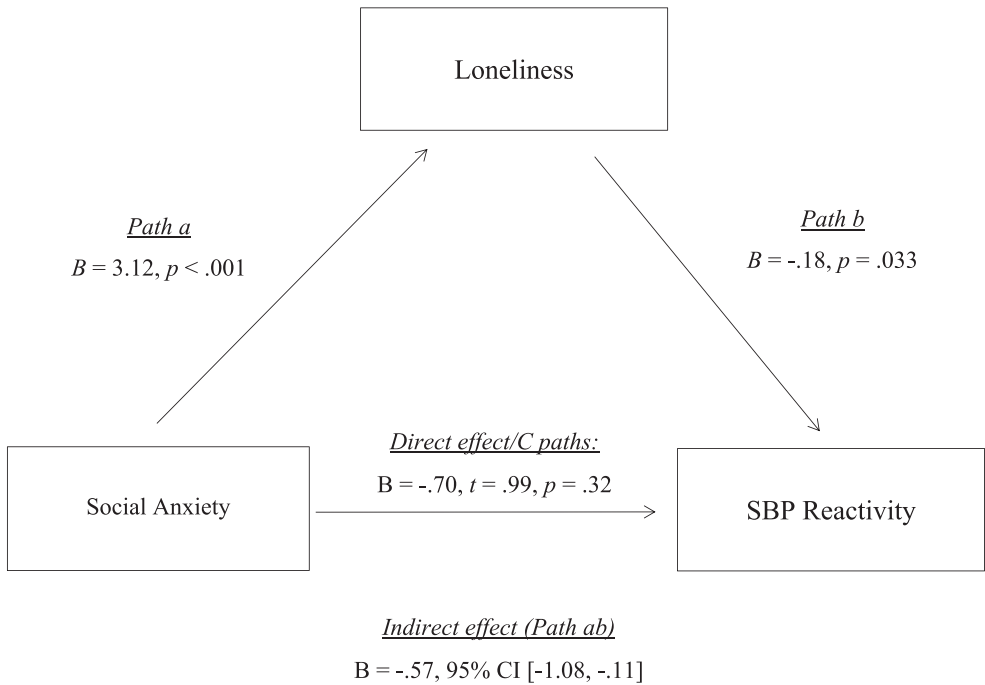 Loneliness
Path a
B = 3.12, p < .001
Path b
B = -.18, p = .033
Direct effect/C paths:
B = -.70, t = .99, p = .32
Social Anxiety
SBP Reactivity
Indirect effect (Path ab)
B = -.57, 95% CI [-1.08, -.11]